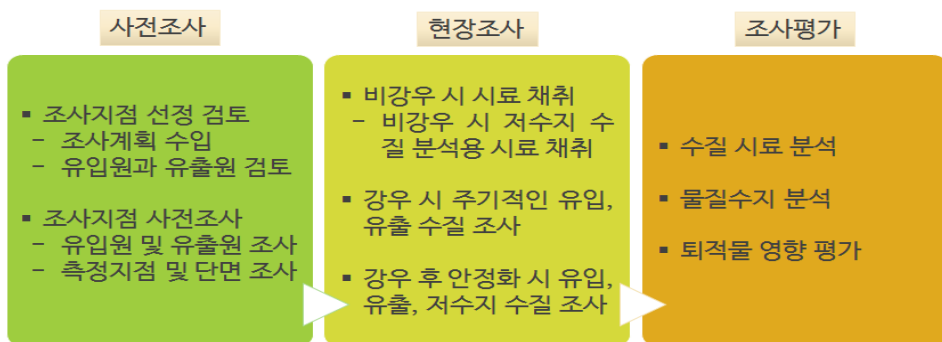 사전조사
▪ 조사지점 선정 검토
− 조사계획 수입
− 유입원과 유출원 검토
▪ 조사지점 사전조사
− 유입원 및 유출원 조사
− 측정지점 및 단면 조사
현장조사
▪ 비강우 시 시료 채취
− 비강우 시 저수지 수
질 분석용 시료 채취
▪ 강우 시 주기적인 유입,
유출 수질 조사
▪ 강우 후 안정화 시 유입,
유출, 저수지 수질 조사
조사평가
▪ 수질 시료 분석
▪ 물질수지 분석
▪ 퇴적물 영향 평가